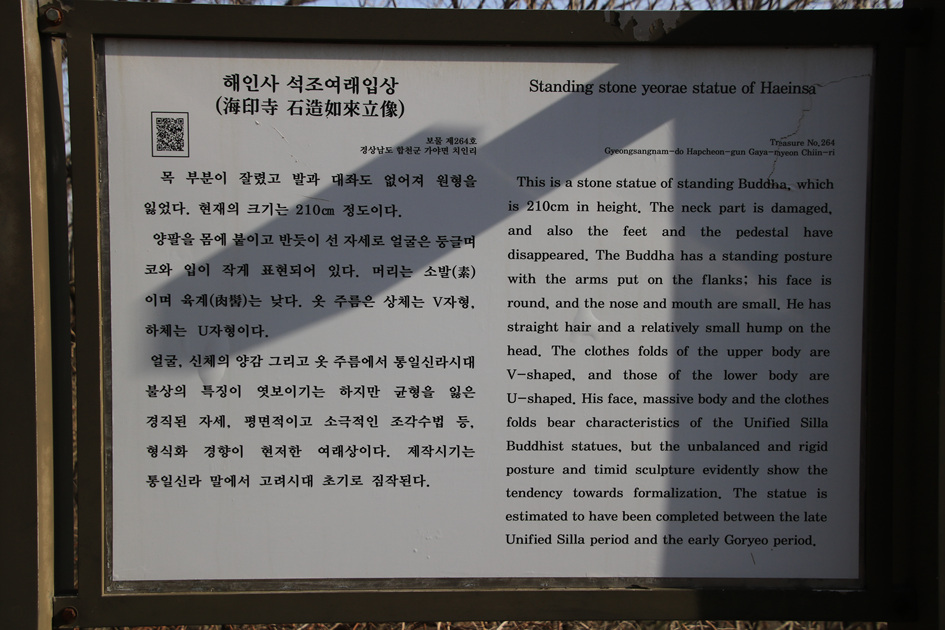 해인사 석조여래입상
(海印寺 石造如來立像)
보물 제264호
경상남도 합천군 가야면 치인리
목 부분이 잘렸고 발과 대좌도 없어져 원형을
잃었다. 현재의 크기는 210㎝ 정도이다.
양팔을 몸에 붙이고 반듯이 선 자세로 얼굴은 둥글며
코와 입이 작게 표현되어 있다. 머리는 소발(素)
이며 육계(肉髻)는 낮다. 옷 주름은 상체는 V자형,
하체는 U자형이다.
얼굴, 신체의 양감 그리고 옷 주름에서 통일신라시대
불상의 특징이 엿보이기는 하지만 균형을 잃은
경직된 자세, 평면적이고 소극적인 조각수법 등,
형식화 경향이 현저한 여래상이다. 제작시기는
통일신라 말에서 고려시대 초기로 짐작된다.
Standing stone yeorae statue of Haeinsa
Treasure No.264
Gyeongsangnam-do Hapcheon-gun Gaya-myeon Chiin-ri
This is a stone statue of standing Buddha, which
is 210cm in height. The neck part is damaged,
and also the feet and the pedestal have
disappeared. The Buddha has a standing posture
with the arms put on the flanks; his face is
round, and the nose and mouth are small. He has
straight hair and a relatively small hump on the
head. The clothes folds of the upper body are
V-shaped, and those of the lower body are
U-shaped. His face, massive body and the clothes
folds bear characteristics of the Unified Silla
Buddhist statues, but the unbalanced and rigid
posture and timid sculpture evidently show the
tendency towards formalization. The statue is
estimated to have been completed between the late
Unified Silla period and the early Goryeo period.